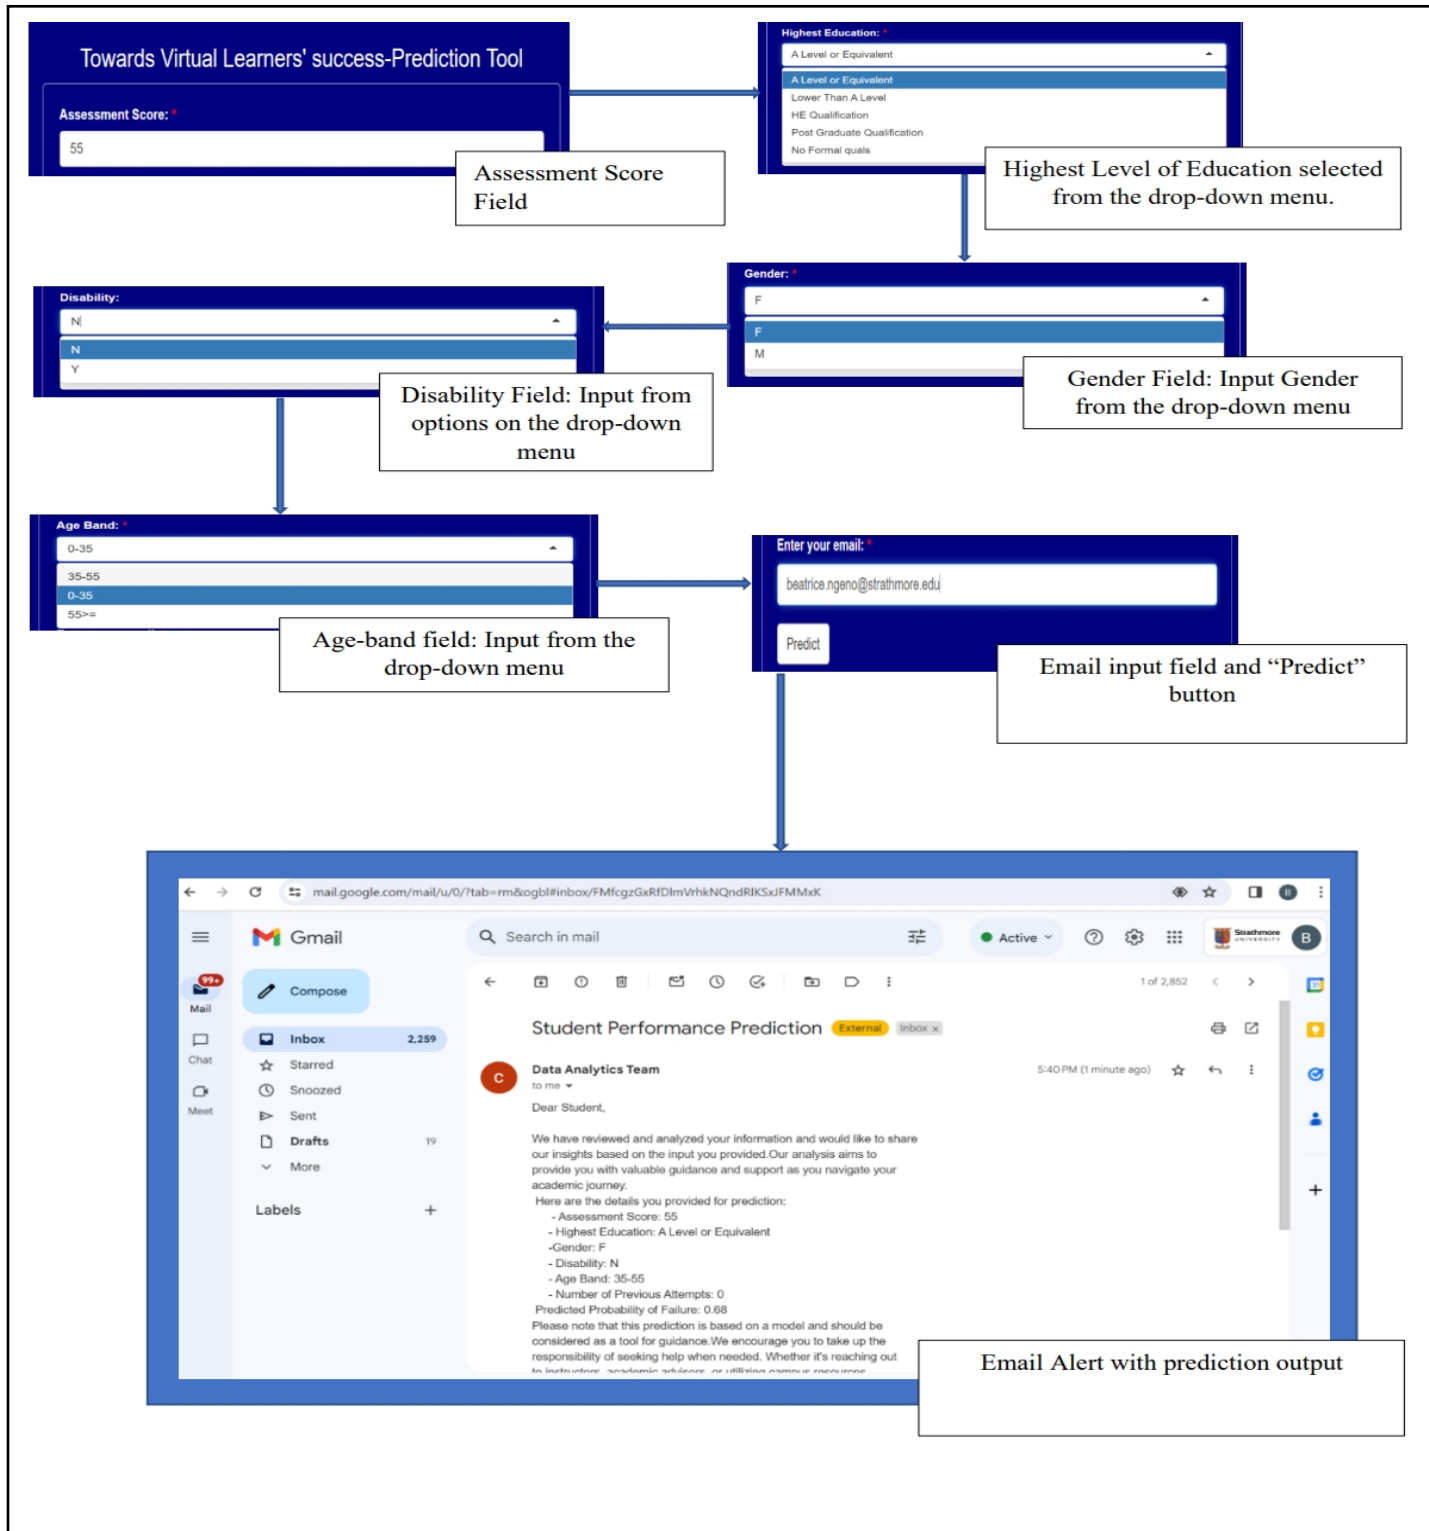 Towards Virtual Learners' success-Prediction Tool
Assessment Score: *
55
Assessment Score
Field
Highest Education: *
A Level or Equivalent
A Level or Equivalent
Lower Than A Level
HE Qualification
Post Graduate Qualification
No Formal quals
Highest Level of Education selected
from the drop-down menu.
Gender: *
F
F
M
Gender Field: Input Gender
from the drop-down menu
Disability:
N
N
Y
Disability Field: Input from
options on the drop-down
menu
Age Band: *
0-35
35-55
0-35
55>=
Age-band field: Input from the
drop-down menu
Enter your email: *
beatrice.ngeno@strathmore.edu
Predict
Email input field and “Predict”
button
mail.google.com/mail/u/0/?tab=rm&ogbl#inbox/FMfcgzGxRfDlmVrhkNQndRlKSxJFMMxK
B
Gmail
Search in mail
Active
Strathmore
UNIVERSITY
B
99+
Mail
Chat
Meet
Compose
Inbox 2,259
Starred
Snoozed
Sent
Drafts 19
More
Labels +
1 of 2,852
31
Student Performance Prediction External Inbox x
C
Data Analytics Team 5:40 PM (1 minute ago)
to me
Dear Student,
We have reviewed and analyzed your information and would like to share
our insights based on the input you provided.Our analysis aims to
provide you with valuable guidance and support as you navigate your
academic journey.
Here are the details you provided for prediction:
- Assessment Score: 55
- Highest Education: A Level or Equivalent
-Gender: F
- Disability: N
- Age Band: 35-55
- Number of Previous Attempts: 0
Predicted Probability of Failure: 0.68
Please note that this prediction is based on a model and should be
considered as a tool for guidance.We encourage you to take up the
responsibility of seeking help when needed. Whether it's reaching out
to instructors, academic advisors, or utilizing campus resources
Email Alert with prediction output